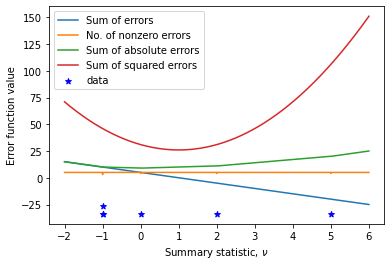 Sum of errors
No. of nonzero errors
Sum of absolute errors
Sum of squared errors
data
150
125
100
75
50
25
0
−25
Error function value
−2 −1 0 1 2 3 4 5 6
Summary statistic, ν